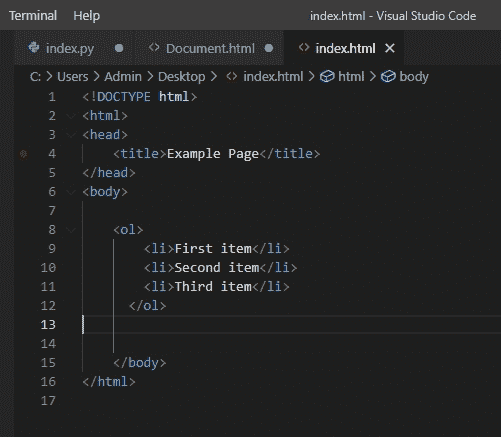 Terminal Help index.html - Visual Studio Code
index.py Document.html <> index.html ×
C: > Users > Admin > Desktop > <> index.html > html > body
1 <!DOCTYPE html>
2 <html>
3 <head>
4 <title>Example Page</title>
5 </head>
6 <body>
7
8 <ol>
9 <li>First item</li>
10 <li>Second item</li>
11 <li>Third item</li>
12 </ol>
13
14
15 </body>
16 </html>
17